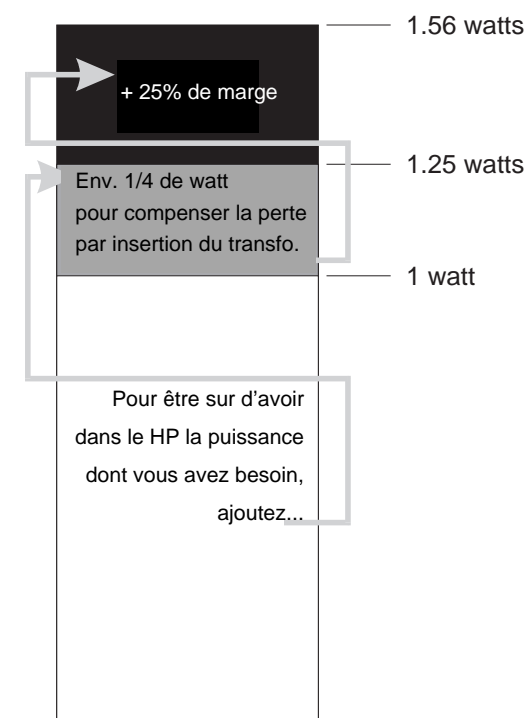 1.56 watts
+ 25% de marge
1.25 watts
Env. 1/4 de watt
pour compenser la perte
par insertion du transfo.
1 watt
Pour être sur d'avoir
dans le HP la puissance
dont vous avez besoin,
ajoutez...